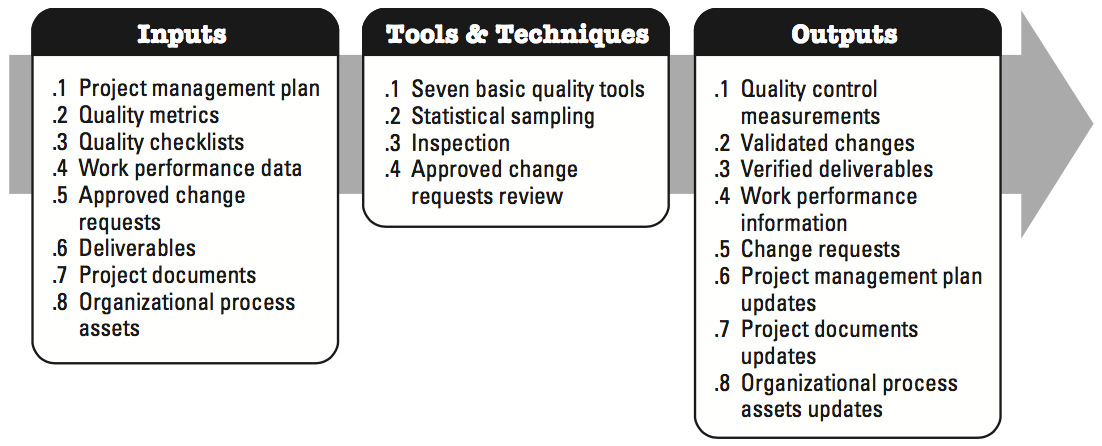 Inputs
.1 Project management plan
.2 Quality metrics
.3 Quality checklists
.4 Work performance data
.5 Approved change
requests
.6 Deliverables
.7 Project documents
.8 Organizational process
assets
Tools & Techniques
.1 Seven basic quality tools
.2 Statistical sampling
.3 Inspection
.4 Approved change
requests review
Outputs
.1 Quality control
measurements
.2 Validated changes
.3 Verified deliverables
.4 Work performance
information
.5 Change requests
.6 Project management plan
updates
.7 Project documents
updates
.8 Organizational process
assets updates